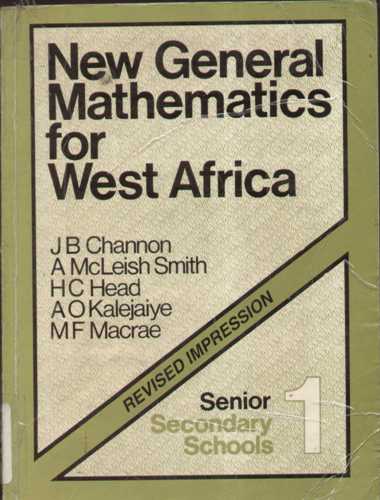 New General
Mathematics
for
West Africa
J B Channon
A McLeish Smith
H C Head
A O Kalejaiye
M F Macrae
REVISED IMPRESSION
Senior
Secondary
Schools
1